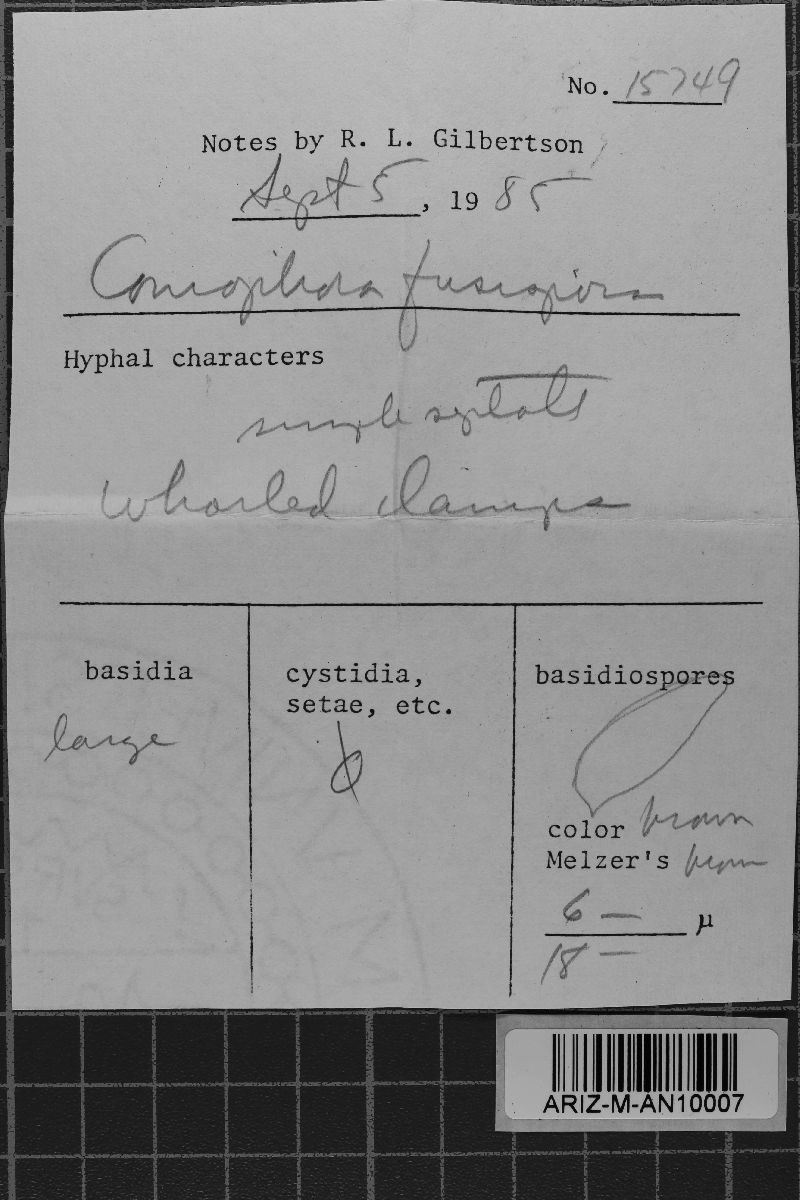 No. 15749
Notes by R. L. Gilbertson
Sept 5, 1985
Coniophora fusispora
Hyphal characters
simple septate
whorled clamps
basidia
large
cystidia,
setae, etc.
basidiospores
color brown
Melzer's brown
6 — µ
18 —
ARIZ-M-AN10007